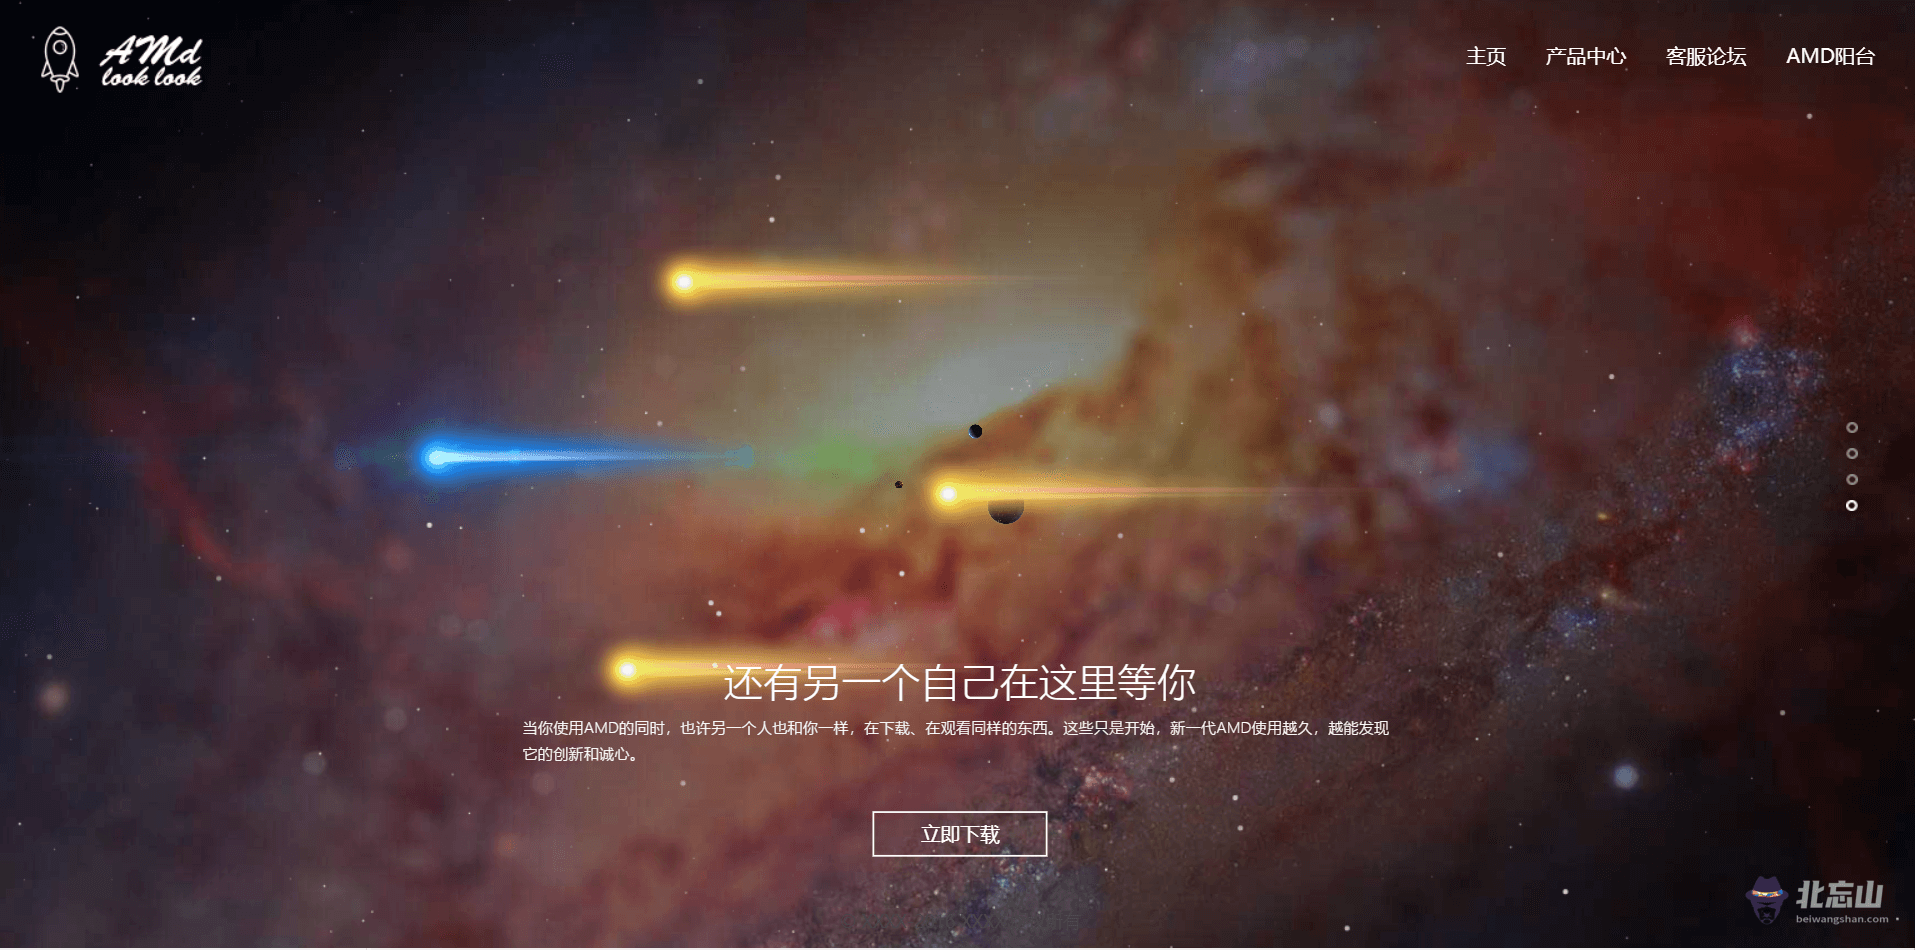 AMd
look look
主页 产品中心 客服论坛 AMD阳台
还有另一个自己在这里等你
当你使用AMD的同时，也许另一个人也和你一样，在下载、在观看同样的东西。这些只是开始，新一代AMD使用越久，越能发现
它的创新和诚心。
立即下载
北忘山
beiwangshan.com